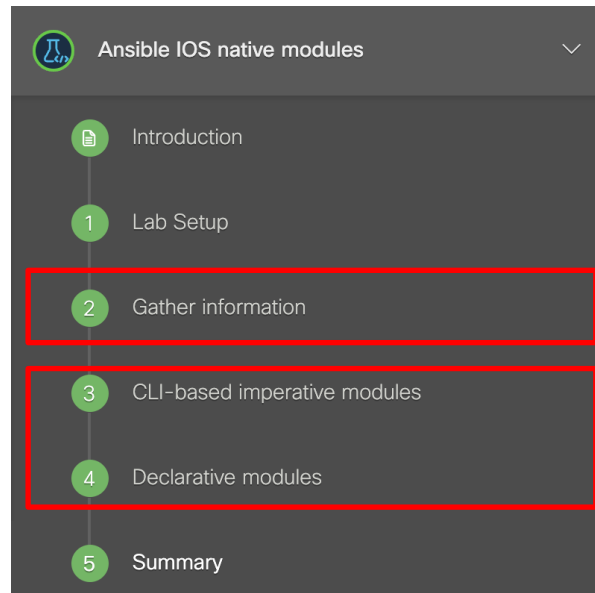 Ansible IOS native modules
Introduction
1 Lab Setup
2 Gather information
3 CLI-based imperative modules
4 Declarative modules
5 Summary